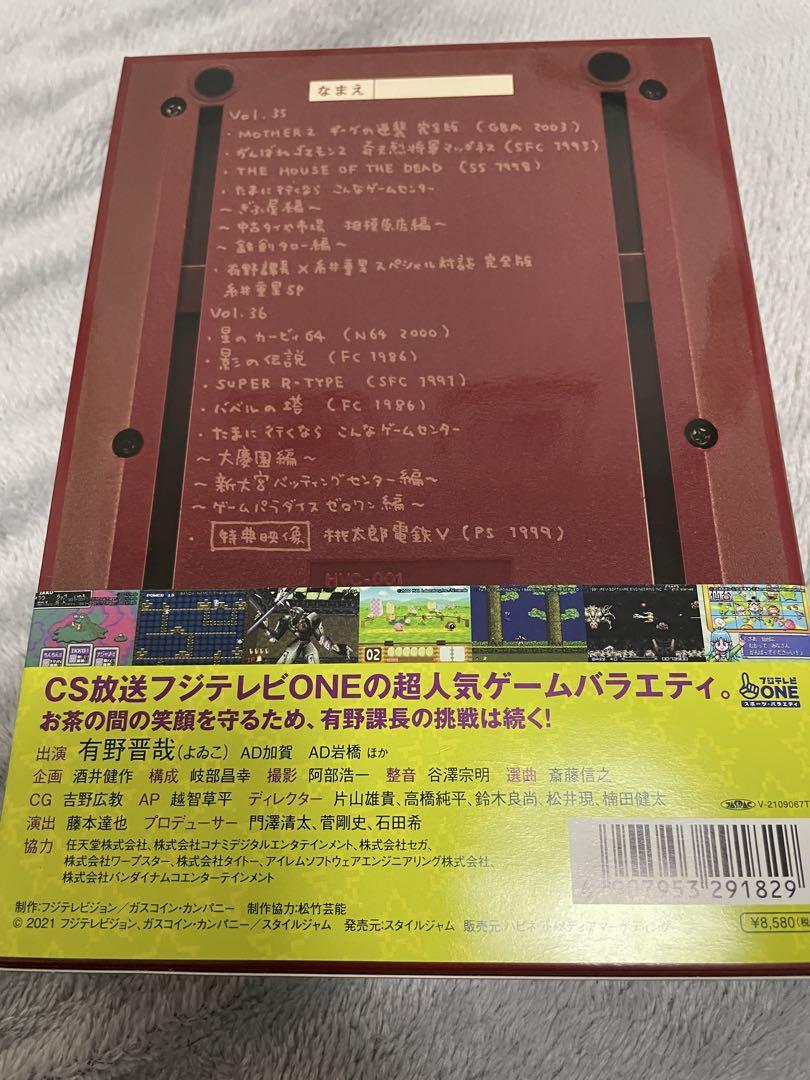 なまえ
Vol. 35
・MOTHER2 ギーグの逆襲 完全版 (GBA 2003)
・がんばれゴエモン2 奇天烈将軍マッギネス (SFC 1993)
・THE HOUSE OF THE DEAD (SS 1998)
・たまに行くなら こんなゲームセンター
～ぎふ屋編～
～中古タイヤ市場 相模原店編～
～鉄剣タロー編～
・有野課長×糸井重里スペシャル対談 完全版
糸井重里SP
Vol.36
・星のカービィ64 (N64 2000)
・影の伝説 (FC 1986)
・SUPER R-TYPE (SFC 1991)
・バベルの塔 (FC 1986)
・たまに行くなら こんなゲームセンター
～大慶園編～
～新大宮バッティングセンター編～
～ゲームパラダイスゼロワン編～
・特典映像 桃太郎電鉄V (PS 1999)
HVC-001
02
CS放送フジテレビONEの超人気ゲームバラエティ。
フジテレビ
ONE
スポーツ・バラエティ
お茶の間の笑顔を守るため、有野課長の挑戦は続く!
出演 有野晋哉(よゐこ) AD加賀 AD岩橋 ほか
企画 酒井健作 構成 岐部昌幸 撮影 阿部浩一 整音 谷澤宗明 選曲 斎藤信之
CG 吉野広教 AP 越智草平 ディレクター 片山雄貴、高橋純平、鈴木良尚、松井現、楠田健太
JASRAC V-2109067T
演出 藤本達也 プロデューサー 門澤清太、菅剛史、石田希
協力 任天堂株式会社、株式会社コナミデジタルエンタテインメント、株式会社セガ、
株式会社ワープスター、株式会社タイトー、アイレムソフトウェアエンジニアリング株式会社、
株式会社バンダイナムコエンターテインメント
907953 291829
制作:フジテレビジョン/ガスコイン・カンパニー 制作協力:松竹芸能
© 2021 フジテレビジョン、ガスコイン・カンパニー/スタイルジャム 発売元:スタイルジャム 販売元:ハピネット・メディアマーケティング
¥8,580(税